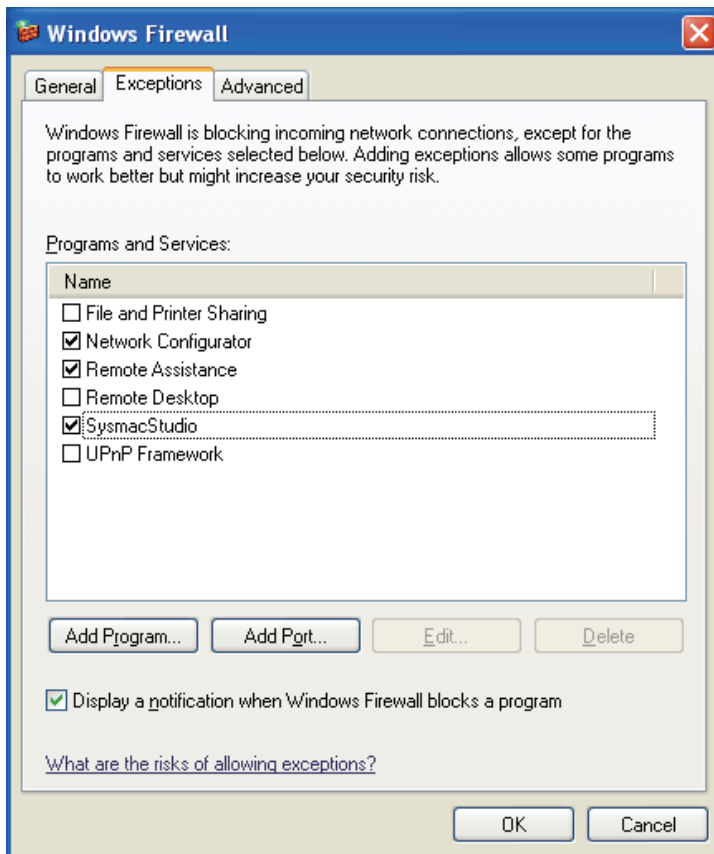 Windows Firewall
General Exceptions Advanced
Windows Firewall is blocking incoming network connections, except for the
programs and services selected below. Adding exceptions allows some programs
to work better but might increase your security risk.
Programs and Services:
Name
File and Printer Sharing
Network Configurator
Remote Assistance
Remote Desktop
SysmacStudio
UPnP Framework
Add Program... Add Port... Edit... Delete
Display a notification when Windows Firewall blocks a program
What are the risks of allowing exceptions?
OK Cancel